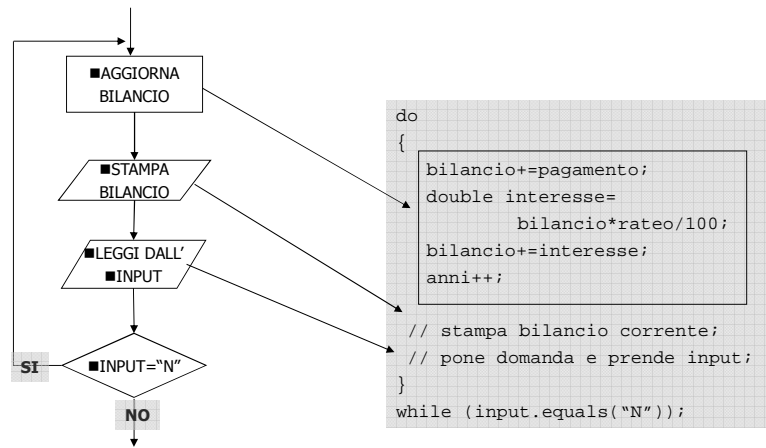 ■AGGIORNA
BILANCIO
■STAMPA
BILANCIO
■LEGGI DALL’
■INPUT
■INPUT=“N”
SI
NO
do
{
bilancio+=pagamento;
double interesse=
bilancio*rateo/100;
bilancio+=interesse;
anni++;
// stampa bilancio corrente;
// pone domanda e prende input;
}
while (input.equals(“N”));